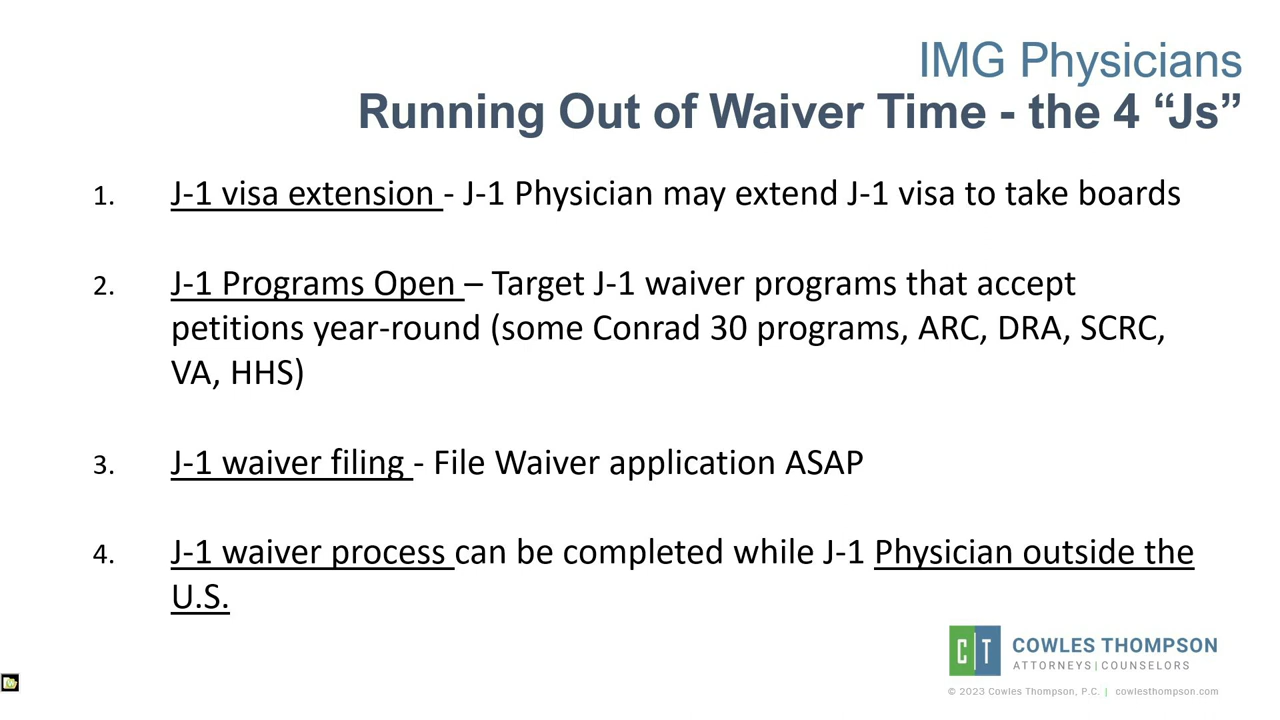 IMG Physicians
Running Out of Waiver Time - the 4 “Js”
1. J-1 visa extension - J-1 Physician may extend J-1 visa to take boards
2. J-1 Programs Open – Target J-1 waiver programs that accept
petitions year-round (some Conrad 30 programs, ARC, DRA, SCRC,
VA, HHS)
3. J-1 waiver filing - File Waiver application ASAP
4. J-1 waiver process can be completed while J-1 Physician outside the
U.S.
CT COWLES THOMPSON
ATTORNEYS | COUNSELORS
© 2023 Cowles Thompson, P.C. | cowlesthompson.com